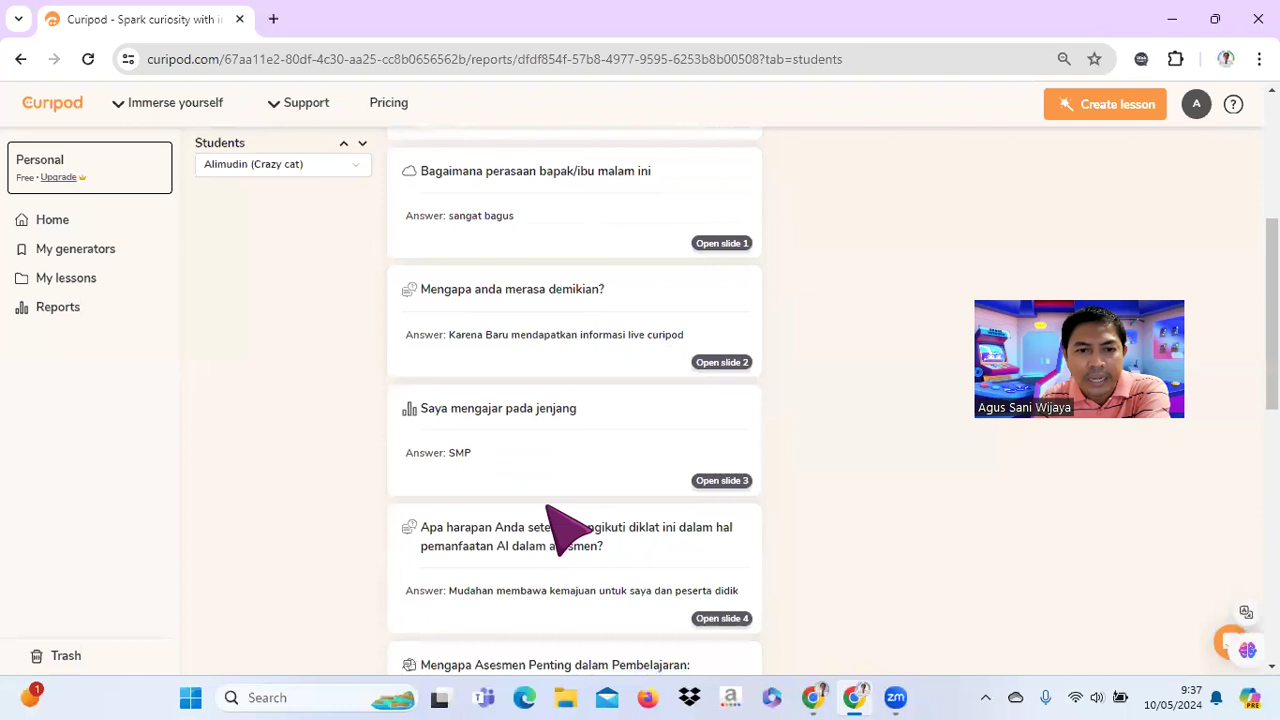 Curipod - Spark curiosity with i
curipod.com/67aa11e2-80df-4c30-aa25-cc8b0656562b/reports/dfdf854f-57b8-4977-9595-6253b8b00508?tab=students
Curipod
Immerse yourself
Support
Pricing
Create lesson
A
?
Personal
Free • Upgrade
Home
My generators
My lessons
Reports
Trash
Students
Alimudin (Crazy cat)
Bagaimana perasaan bapak/ibu malam ini
Answer: sangat bagus
Open slide 1
Mengapa anda merasa demikian?
Answer: Karena Baru mendapatkan informasi live curipod
Open slide 2
Saya mengajar pada jenjang
Answer: SMP
Open slide 3
Apa harapan Anda sete ngikuti diklat ini dalam hal
pemanfaatan AI dalam a smen?
Answer: Mudahan membawa kemajuan untuk saya dan peserta didik
Open slide 4
Mengapa Asesmen Penting dalam Pembelajaran:
Agus Sani Wijaya
1
Search
a
zm
9:37
10/05/2024
PRE